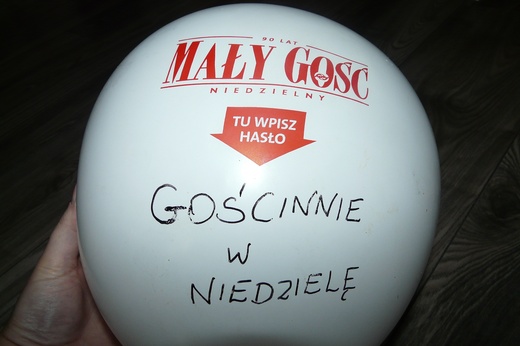 90 LAT
MAŁY GOŚĆ
NIEDZIELNY
TU WPISZ
HASŁO
GOŚCINNIE
W
NIEDZIELĘ